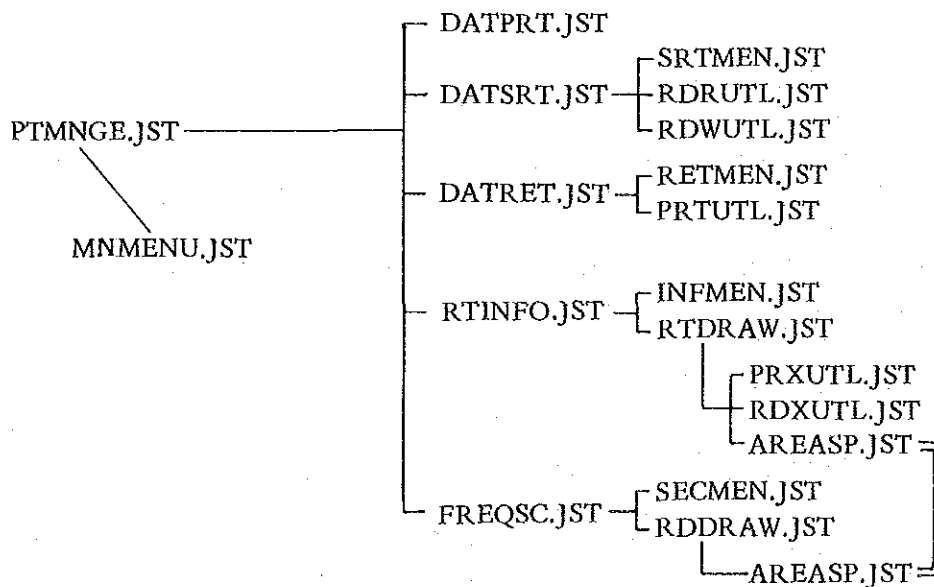 DATPRT.JST
SRTMEN.JST
DATSRT.JST
RDRUTL.JST
PTMNGE.JST
RDWUTL.JST
RETMEN.JST
DATRET.JST
PRTUTL.JST
MNMENU.JST
INFMEN.JST
RTINFO.JST
RTDRAW.JST
PRXUTL.JST
RDXUTL.JST
AREASP.JST
SECMEN.JST
FREQSC.JST
RDDRAW.JST
AREASP.JST